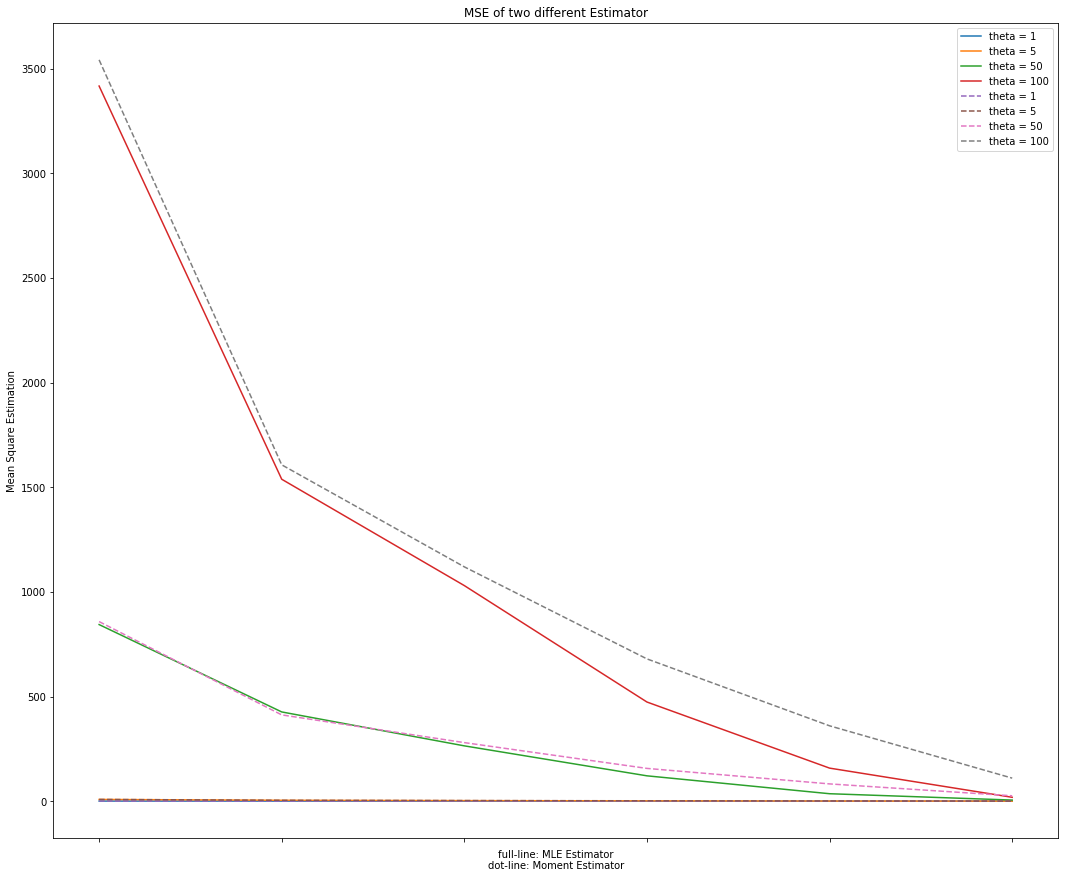 MSE of two different Estimator
theta = 1
theta = 5
theta = 50
theta = 100
theta = 1
theta = 5
theta = 50
theta = 100
3500
3000
2500
2000
1500
1000
500
0
Mean Square Estimation
full-line: MLE Estimator
dot-line: Moment Estimator